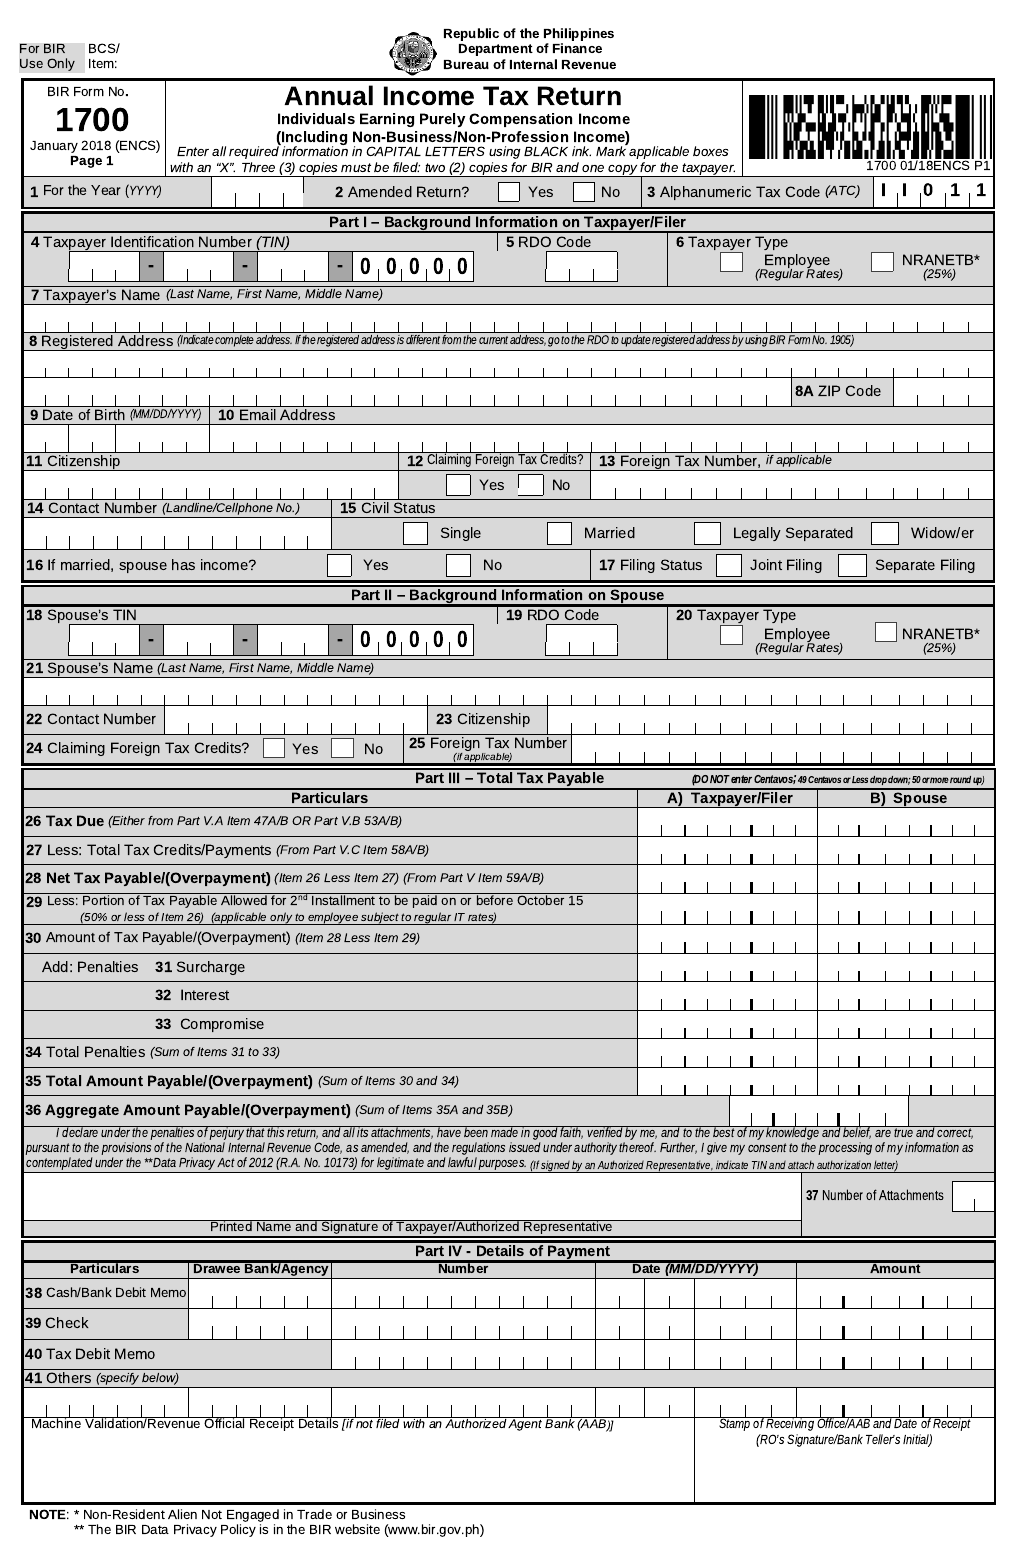 Republic of the Philippines
For BIR BCS/
Department of Finance
Use Only Item:
Bureau of Internal Revenue
BIR Form No.
1700
January 2018 (ENCS)
Page 1
Annual Income Tax Return
Individuals Earning Purely Compensation Income
(Including Non-Business/Non-Profession Income)
Enter all required information in CAPITAL LETTERS using BLACK ink. Mark applicable boxes
with an “X”. Three (3) copies must be filed: two (2) copies for BIR and one copy for the taxpayer.
1700 01/18ENCS P1
1 For the Year (YYYY) 2 Amended Return? Yes No 3 Alphanumeric Tax Code (ATC) I I 0 1 1
Part I – Background Information on Taxpayer/Filer
4 Taxpayer Identification Number (TIN) 5 RDO Code 6 Taxpayer Type
- - - 0 0 0 0 0 Employee NRANETB*
(Regular Rates) (25%)
7 Taxpayer’s Name (Last Name, First Name, Middle Name)
8 Registered Address (Indicate complete address. If the registered address is different from the current address, go to the RDO to update registered address by using BIR Form No. 1905)
8A ZIP Code
9 Date of Birth (MM/DD/YYYY) 10 Email Address
11 Citizenship 12 Claiming Foreign Tax Credits? 13 Foreign Tax Number, if applicable
Yes No
14 Contact Number (Landline/Cellphone No.) 15 Civil Status
Single Married Legally Separated Widow/er
16 If married, spouse has income? Yes No 17 Filing Status Joint Filing Separate Filing
Part II – Background Information on Spouse
18 Spouse’s TIN 19 RDO Code 20 Taxpayer Type
- - - 0 0 0 0 0 Employee NRANETB*
(Regular Rates) (25%)
21 Spouse’s Name (Last Name, First Name, Middle Name)
22 Contact Number 23 Citizenship
24 Claiming Foreign Tax Credits? Yes No 25 Foreign Tax Number
(if applicable)
Part III – Total Tax Payable (DO NOT enter Centavos; 49 Centavos or Less drop down; 50 or more round up)
Particulars A) Taxpayer/Filer B) Spouse
26 Tax Due (Either from Part V.A Item 47A/B OR Part V.B 53A/B)
27 Less: Total Tax Credits/Payments (From Part V.C Item 58A/B)
28 Net Tax Payable/(Overpayment) (Item 26 Less Item 27) (From Part V Item 59A/B)
29 Less: Portion of Tax Payable Allowed for 2nd Installment to be paid on or before October 15
(50% or less of Item 26) (applicable only to employee subject to regular IT rates)
30 Amount of Tax Payable/(Overpayment) (Item 28 Less Item 29)
Add: Penalties 31 Surcharge
32 Interest
33 Compromise
34 Total Penalties (Sum of Items 31 to 33)
35 Total Amount Payable/(Overpayment) (Sum of Items 30 and 34)
36 Aggregate Amount Payable/(Overpayment) (Sum of Items 35A and 35B)
I declare under the penalties of perjury that this return, and all its attachments, have been made in good faith, verified by me, and to the best of my knowledge and belief, are true and correct,
pursuant to the provisions of the National Internal Revenue Code, as amended, and the regulations issued under authority thereof. Further, I give my consent to the processing of my information as
contemplated under the **Data Privacy Act of 2012 (R.A. No. 10173) for legitimate and lawful purposes. (If signed by an Authorized Representative, indicate TIN and attach authorization letter)
37 Number of Attachments
Printed Name and Signature of Taxpayer/Authorized Representative
Part IV - Details of Payment
Particulars Drawee Bank/Agency Number Date (MM/DD/YYYY) Amount
38 Cash/Bank Debit Memo
39 Check
40 Tax Debit Memo
41 Others (specify below)
Machine Validation/Revenue Official Receipt Details [if not filed with an Authorized Agent Bank (AAB)] Stamp of Receiving Office/AAB and Date of Receipt
(RO's Signature/Bank Teller's Initial)
NOTE: * Non-Resident Alien Not Engaged in Trade or Business
** The BIR Data Privacy Policy is in the BIR website (www.bir.gov.ph)